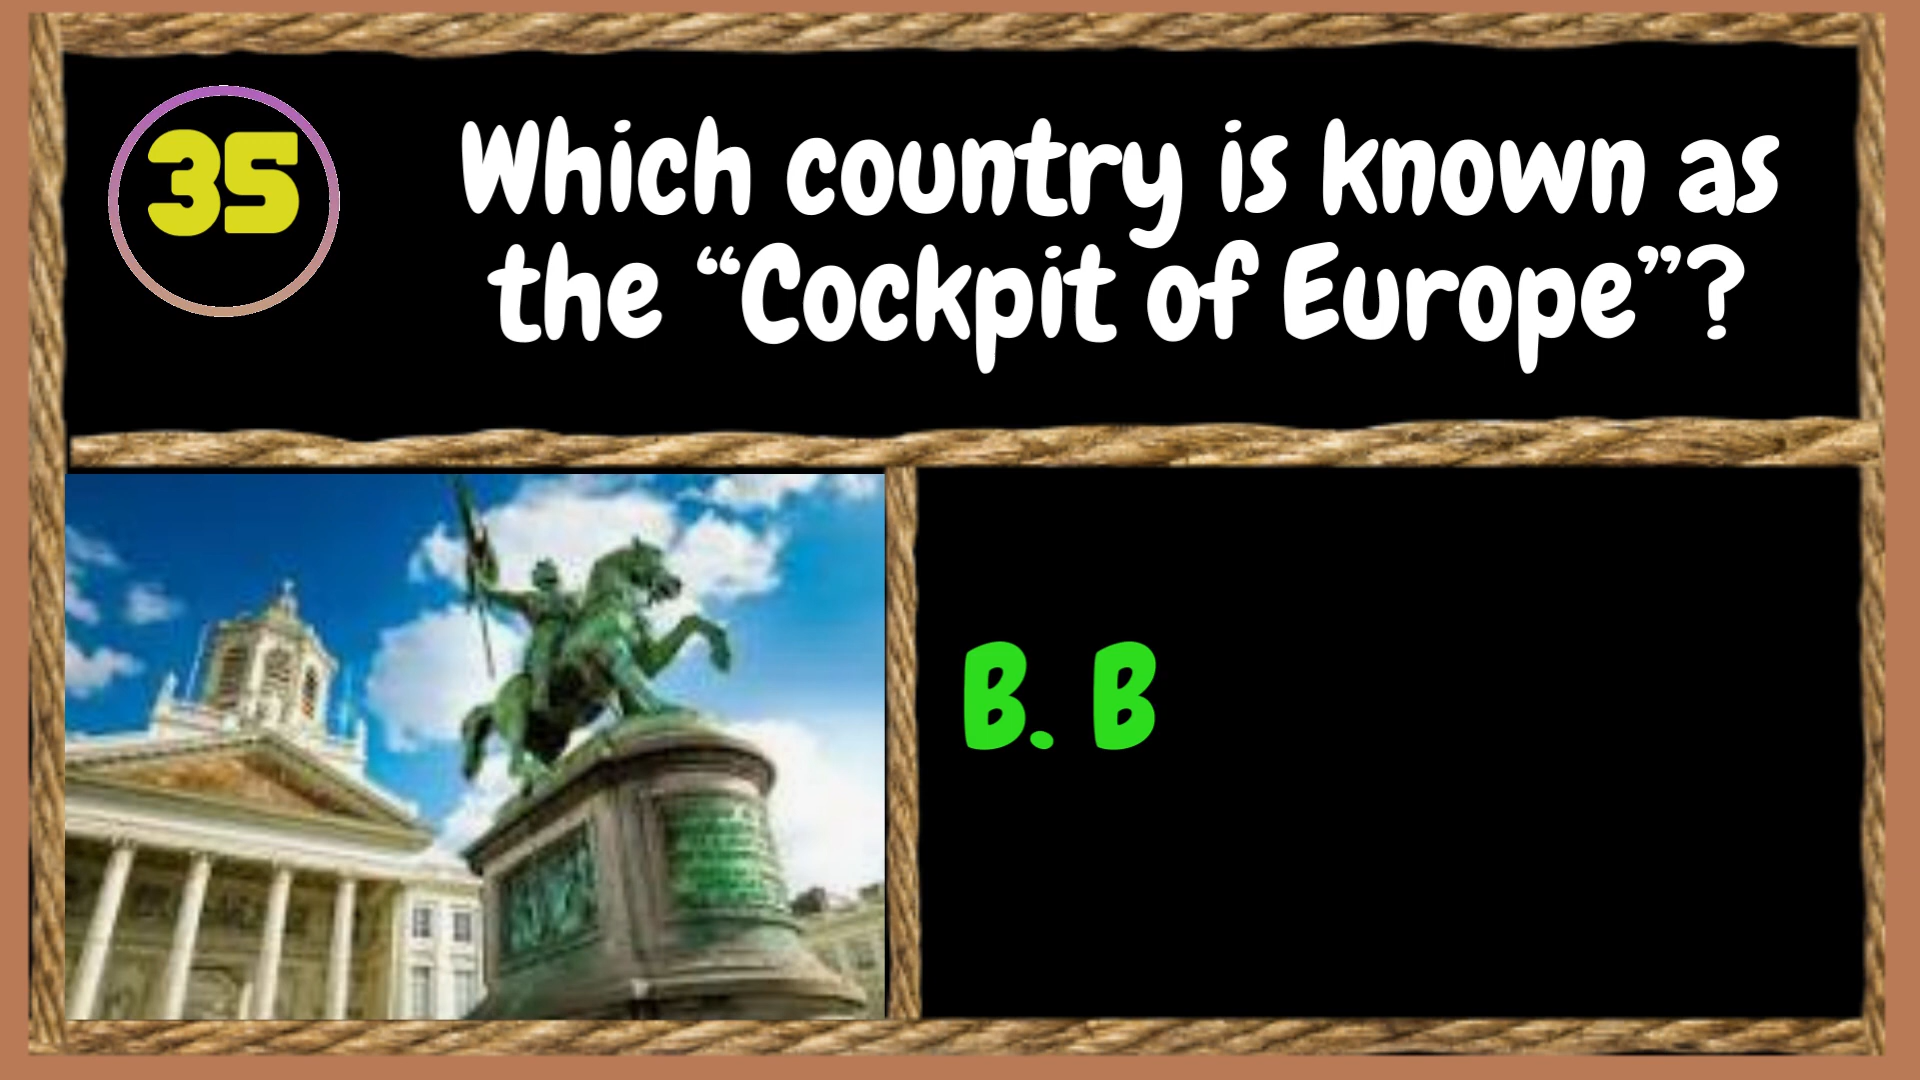 35
Which country is known as
the “Cockpit of Europe”?
B. B